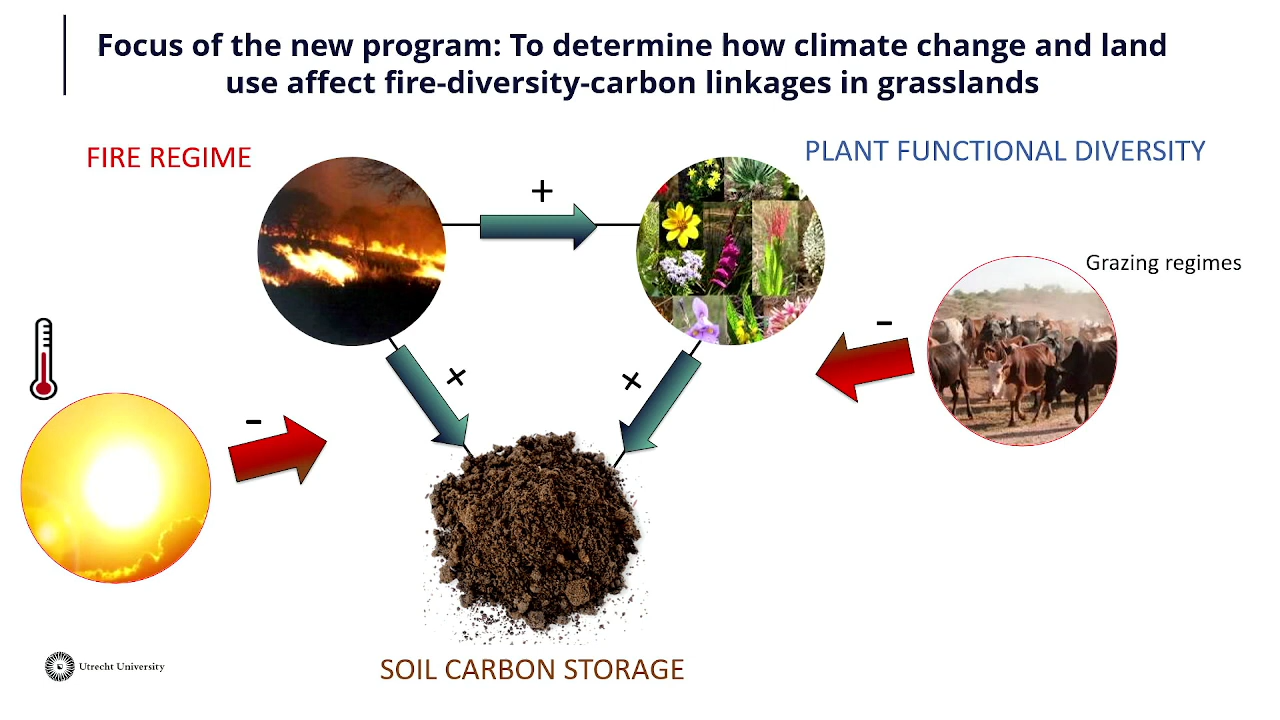 Focus of the new program: To determine how climate change and land
use affect fire-diversity-carbon linkages in grasslands
FIRE REGIME
PLANT FUNCTIONAL DIVERSITY
+
Grazing regimes
-
+
+
-
SOIL CARBON STORAGE
Utrecht University